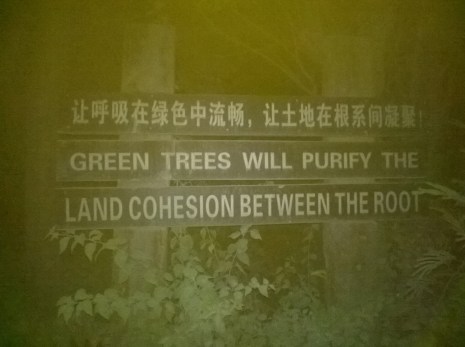 让呼吸在绿色中流畅，让土地在根系间凝聚！
GREEN TREES WILL PURIFY THE
LAND COHESION BETWEEN THE ROOT